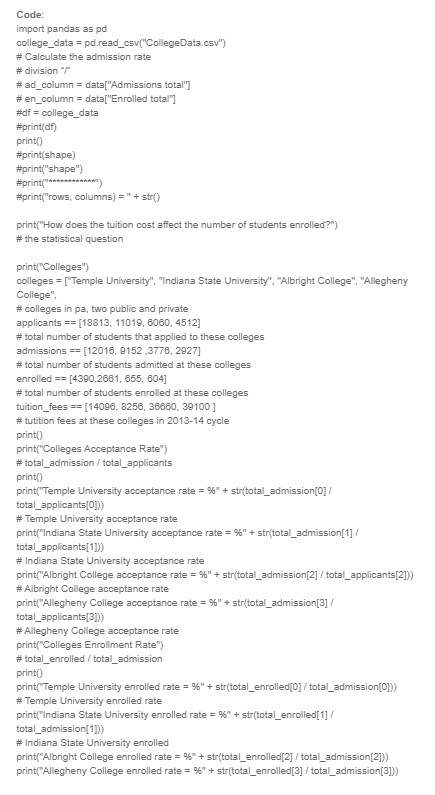 Code:
import pandas as pd
college_data = pd.read_csv("CollegeData.csv")
# Calculate the admission rate
# division "/"
# ad_column = data["Admissions total"]
# en_column = data["Enrolled total"]
#df = college_data
#print(df)
print()
#print(shape)
#print("shape")
#print("************")
#print("rows, columns) = " + str()
print("How does the tuition cost affect the number of students enrolled?")
# the statistical question
print("Colleges")
colleges = ["Temple University", "Indiana State University", "Albright College", "Allegheny
College",
# colleges in pa, two public and private
applicants == [18813, 11019, 6060, 4512]
# total number of students that applied to these colleges
admissions == [12016, 9152 ,3776, 2927]
# total number of students admitted at these colleges
enrolled == [4390,2661, 655, 604]
# total number of students enrolled at these colleges
tuition_fees == [14096, 8256, 36660, 39100 ]
# tutition fees at these colleges in 2013-14 cycle
print()
print("Colleges Acceptance Rate")
# total_admission / total_applicants
print()
print("Temple University acceptance rate = %" + str(total_admission[0] /
total_applicants[0]))
# Temple University acceptance rate
print("Indiana State University acceptance rate = %" + str(total_admission[1] /
total_applicants[1]))
# Indiana State University acceptance rate
print("Albright College acceptance rate = %" + str(total_admission[2] / total_applicants[2]))
# Albright College acceptance rate
print("Allegheny College acceptance rate = %" + str(total_admission[3] /
total_applicants[3]))
# Allegheny College acceptance rate
print("Colleges Enrollment Rate")
# total_enrolled / total_admission
print()
print("Temple University enrolled rate = %" + str(total_enrolled[0] / total_admission[0]))
# Temple University enrolled rate
print("Indiana State University enrolled rate = %" + str(total_enrolled[1] /
total_admission[1]))
# Indiana State University enrolled
print("Albright College enrolled rate = %" + str(total_enrolled[2] / total_admission[2]))
print("Allegheny College enrolled rate = %" + str(total_enrolled[3] / total_admission[3]))